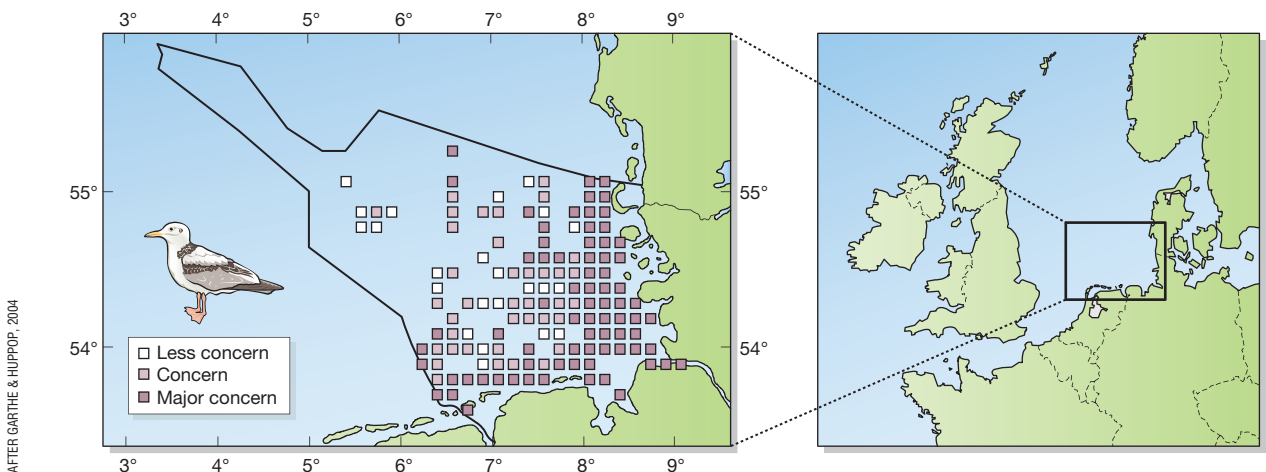 3° 4° 5° 6° 7° 8° 9°
55° 55°
54° 54°
Less concern
Concern
Major concern
3° 4° 5° 6° 7° 8° 9°
AFTER GARTHE & HUPPOP, 2004